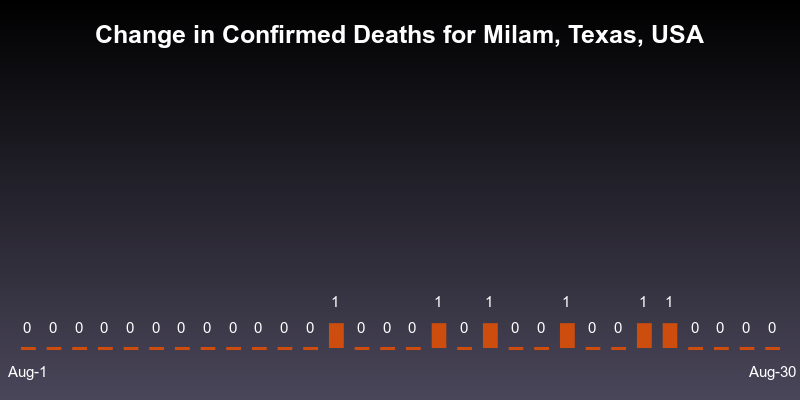 Change in Confirmed Deaths for Milam, Texas, USA
1 1 1 1 1 1
0 0 0 0 0 0 0 0 0 0 0 0 0 0 0 0 0 0 0 0 0 0 0 0
Aug-1 Aug-30